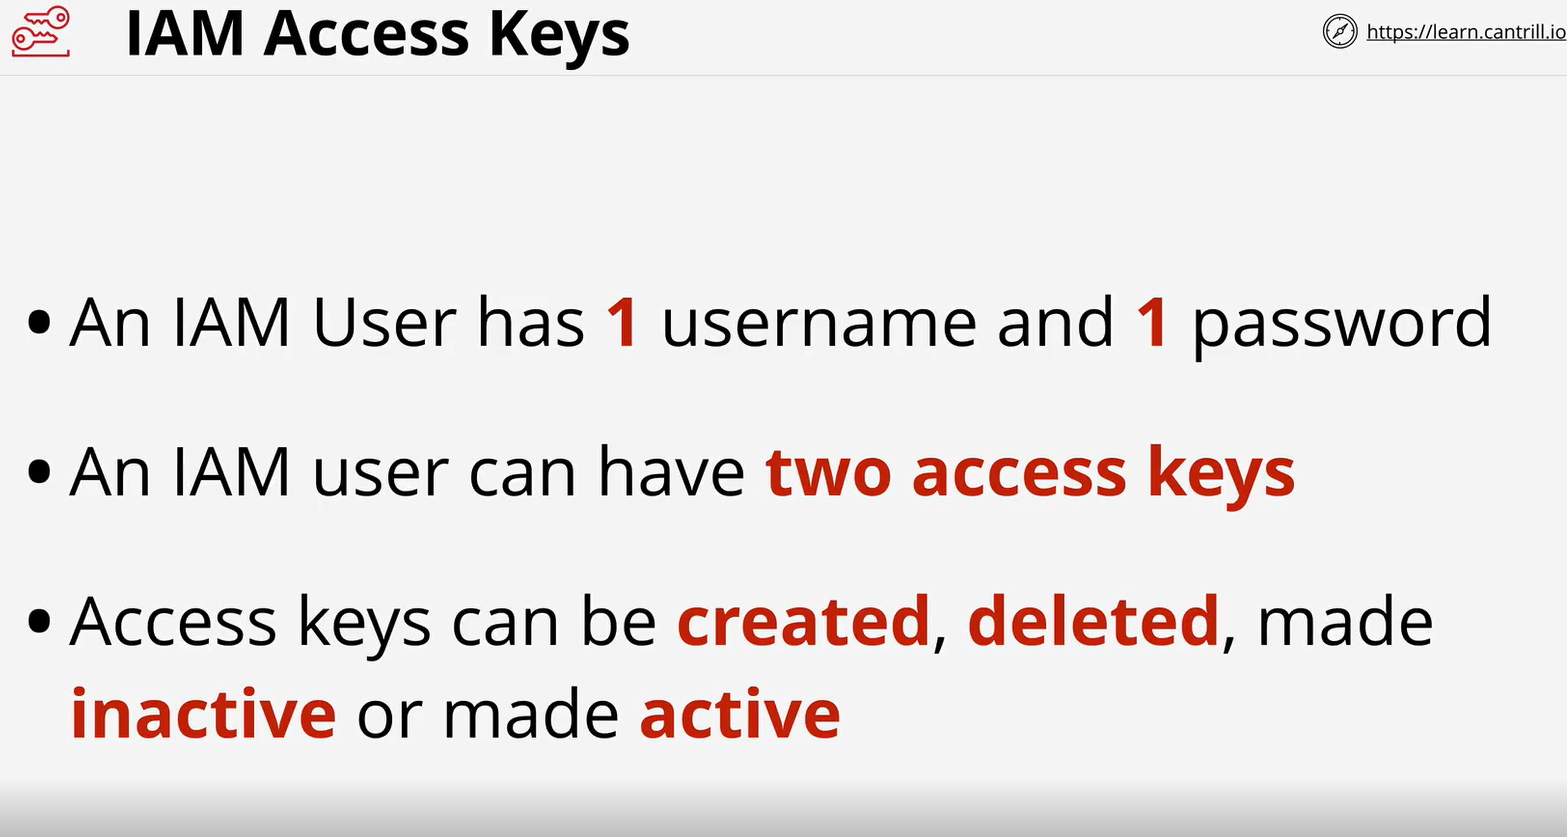 IAM Access Keys
https://learn.cantrill.io
• An IAM User has 1 username and 1 password
• An IAM user can have two access keys
• Access keys can be created, deleted, made
inactive or made active